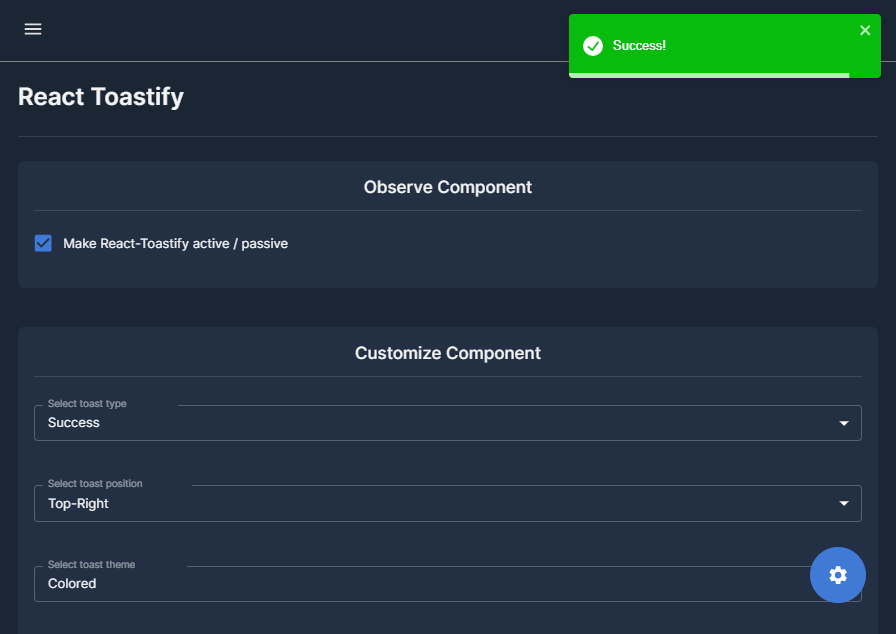 Success!
React Toastify
Observe Component
Make React-Toastify active / passive
Customize Component
Select toast type
Success
Select toast position
Top-Right
Select toast theme
Colored